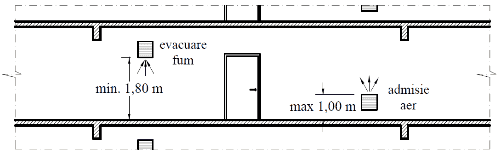 evacuare
fum
min. 1,80 m
max 1,00 m
admisie
aer